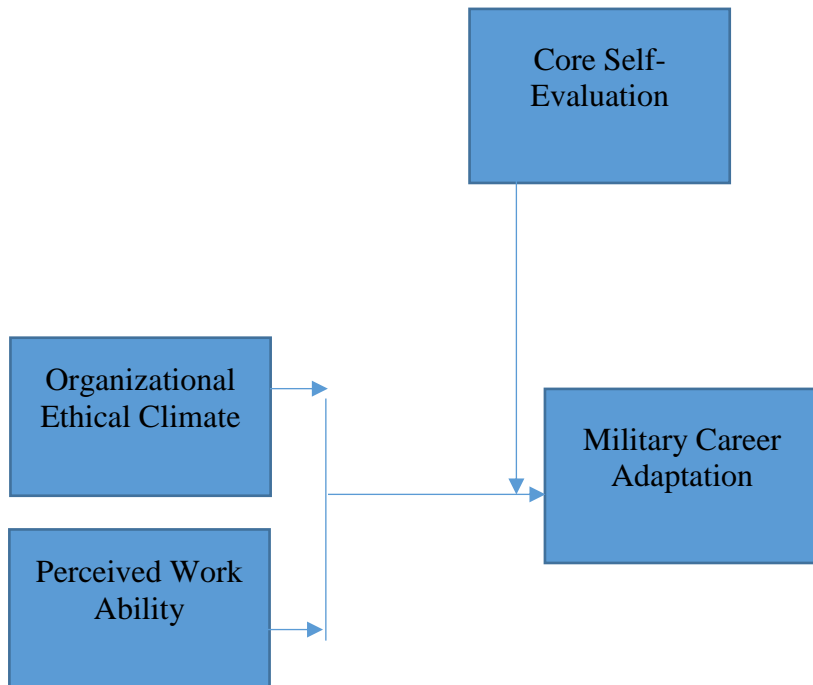 Core Self-
Evaluation
Organizational
Ethical Climate
Military Career
Adaptation
Perceived Work
Ability